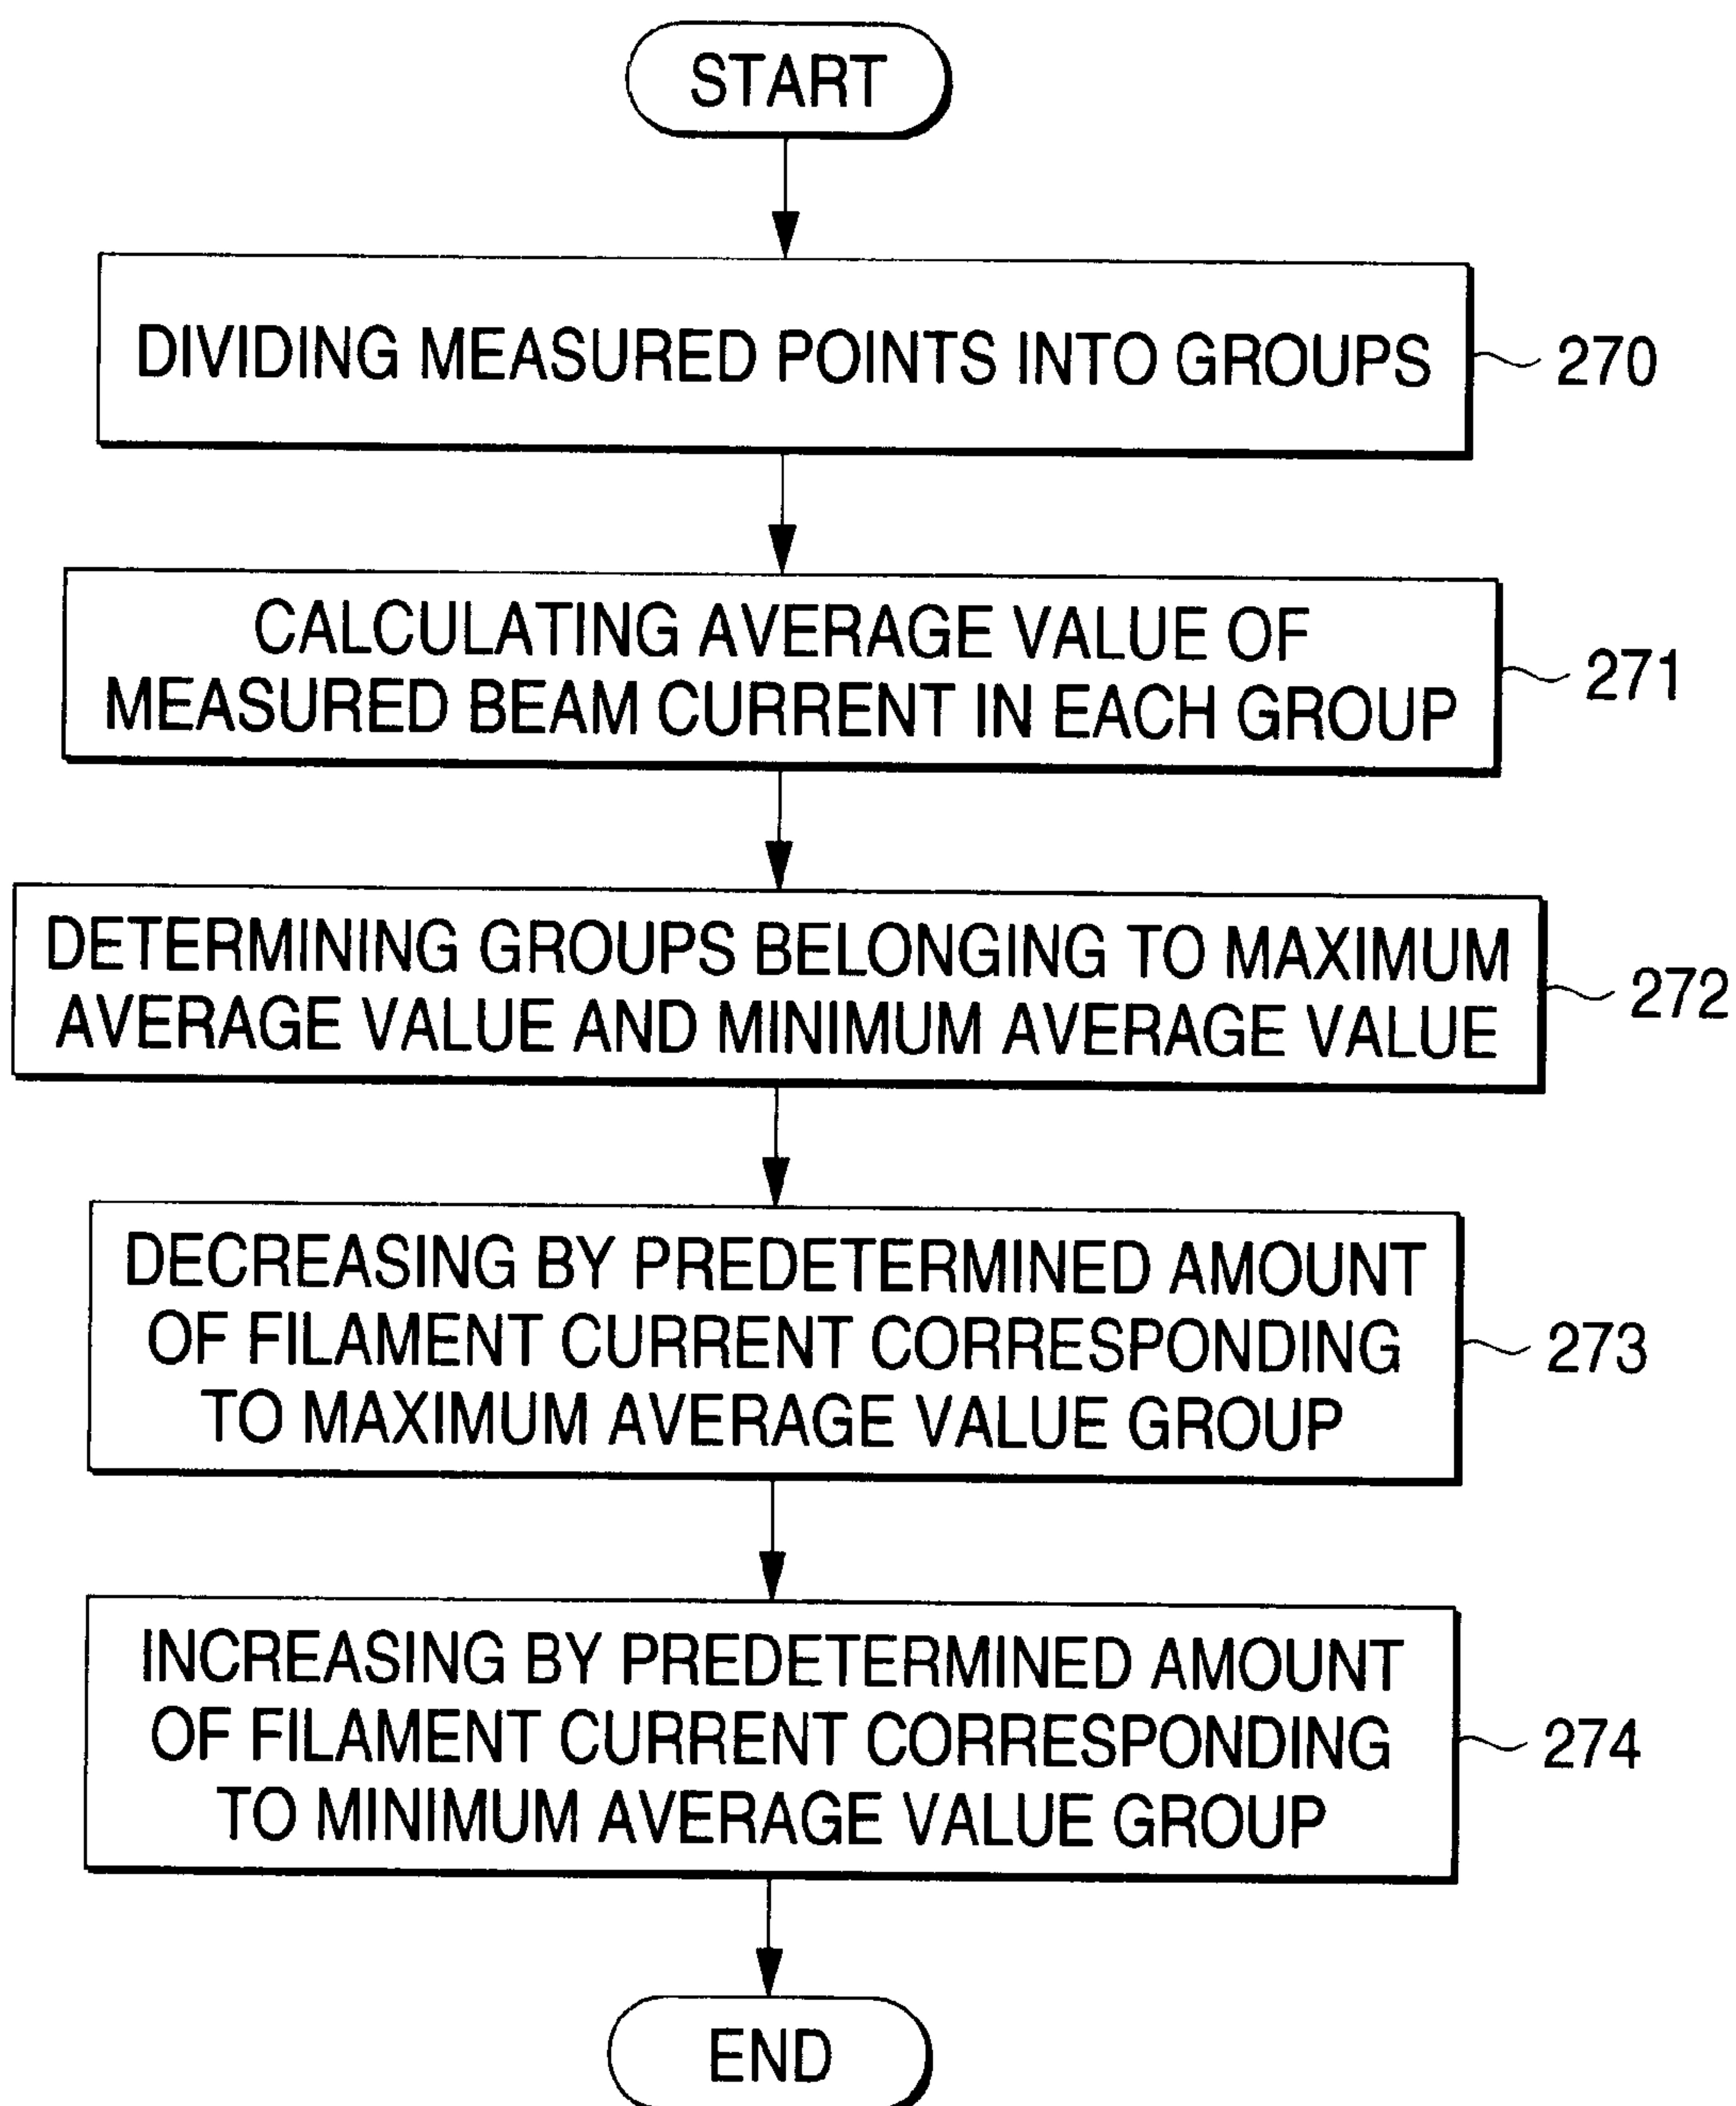 START
DIVIDING MEASURED POINTS INTO GROUPS
270
CALCULATING AVERAGE VALUE OF
MEASURED BEAM CURRENT IN EACH GROUP
271
DETERMINING GROUPS BELONGING TO MAXIMUM
AVERAGE VALUE AND MINIMUM AVERAGE VALUE
272
DECREASING BY PREDETERMINED AMOUNT
OF FILAMENT CURRENT CORRESPONDING
TO MAXIMUM AVERAGE VALUE GROUP
273
INCREASING BY PREDETERMINED AMOUNT
OF FILAMENT CURRENT CORRESPONDING
TO MINIMUM AVERAGE VALUE GROUP
274
END